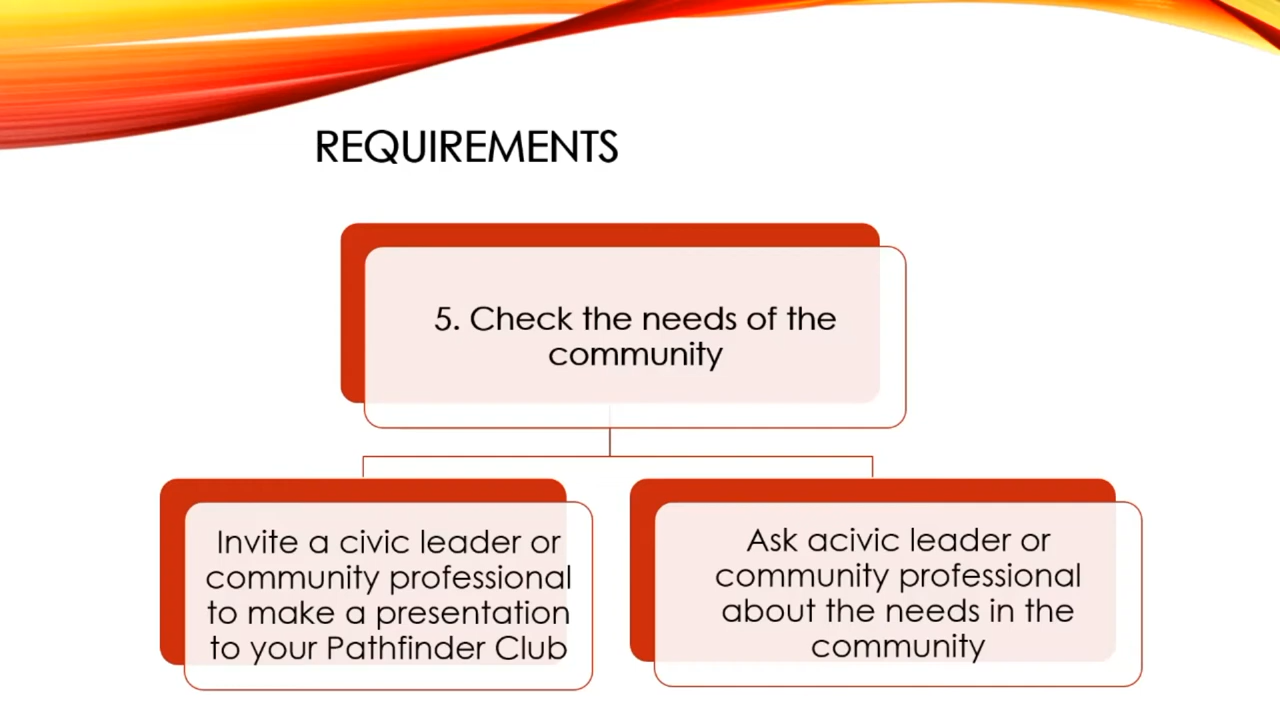 REQUIREMENTS
5. Check the needs of the
community
Invite a civic leader or
community professional
to make a presentation
to your Pathfinder Club
Ask acivic leader or
community professional
about the needs in the
community